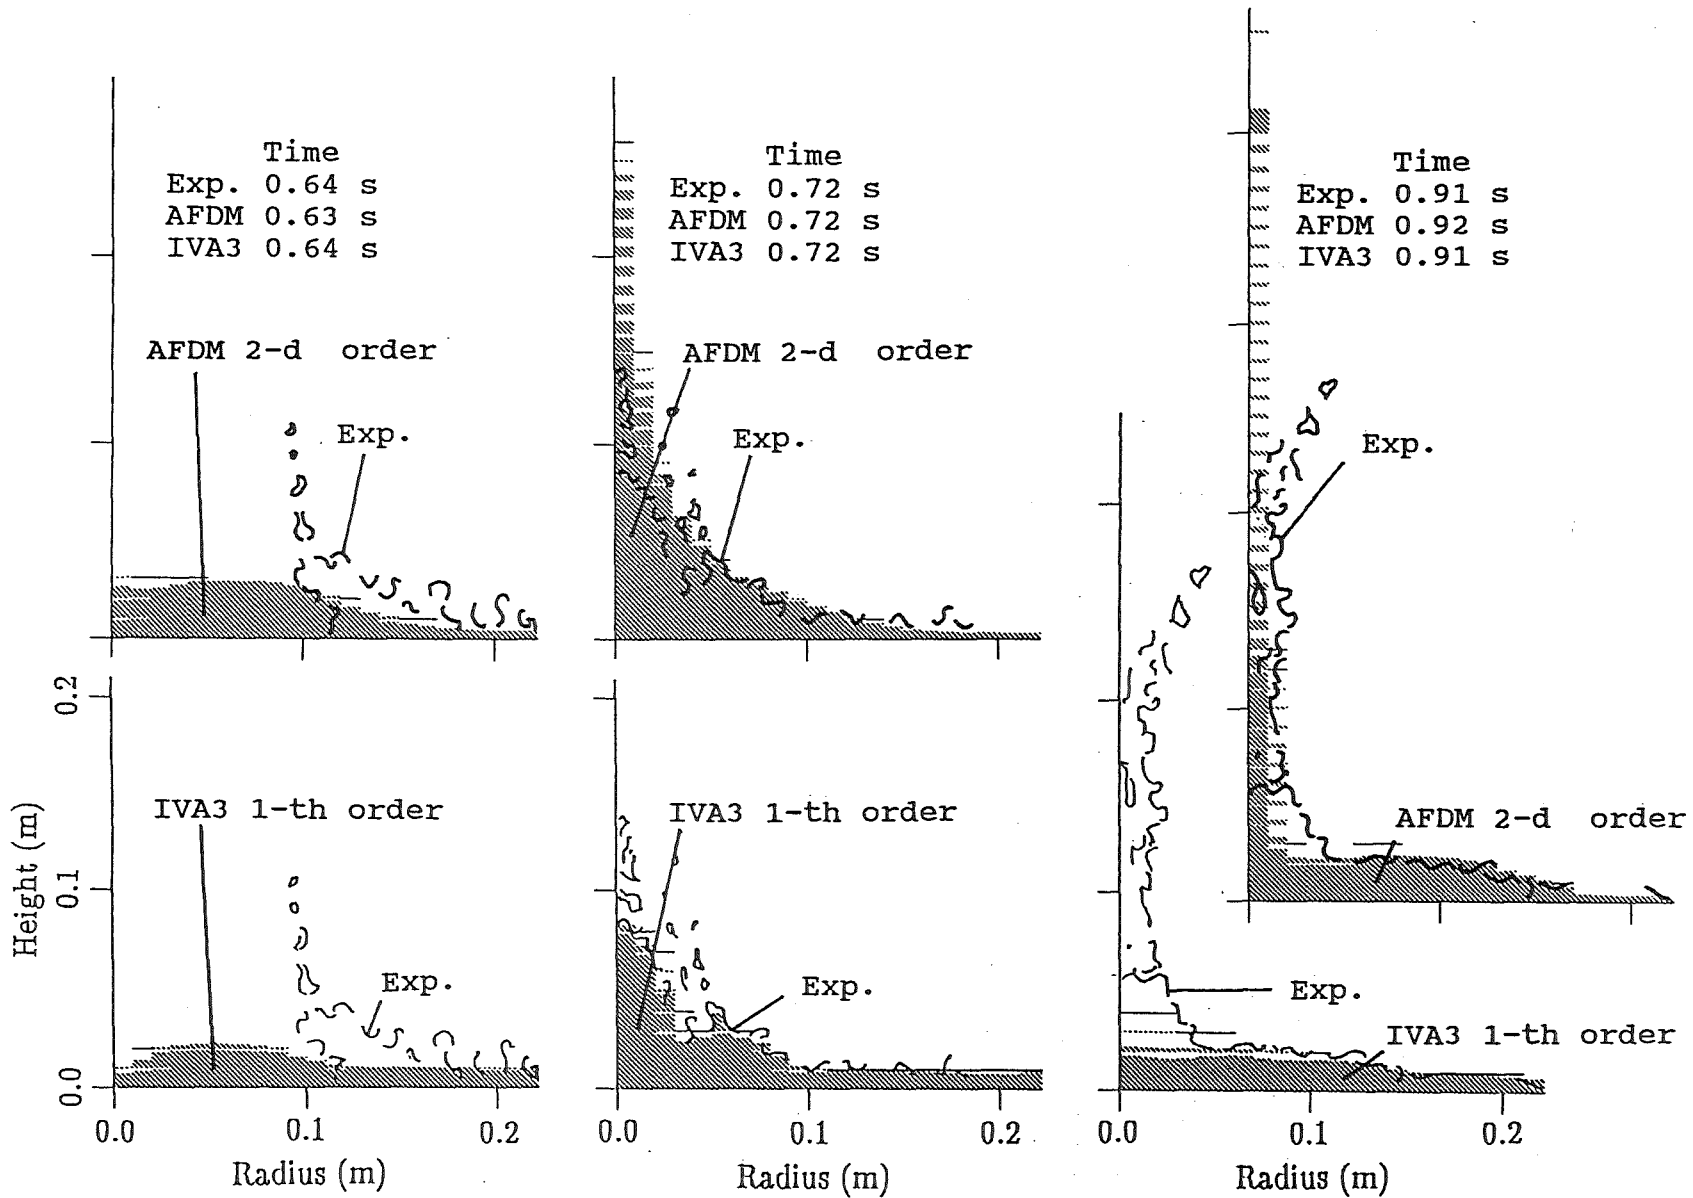 Time
Exp. 0.64 s
AFDM 0.63 s
IVA3 0.64 s
AFDM 2-d order
Exp.
Time
Exp. 0.72 s
AFDM 0.72 s
IVA3 0.72 s
AFDM 2-d order
Exp.
Time
Exp. 0.91 s
AFDM 0.92 s
IVA3 0.91 s
Exp.
AFDM 2-d order
Height (m)
0.2
0.1
0.0
IVA3 1-th order
Exp.
0.0 0.1 0.2
Radius (m)
IVA3 1-th order
Exp.
0.0 0.1 0.2
Radius (m)
Exp.
IVA3 1-th order
0.0 0.1 0.2
Radius (m)